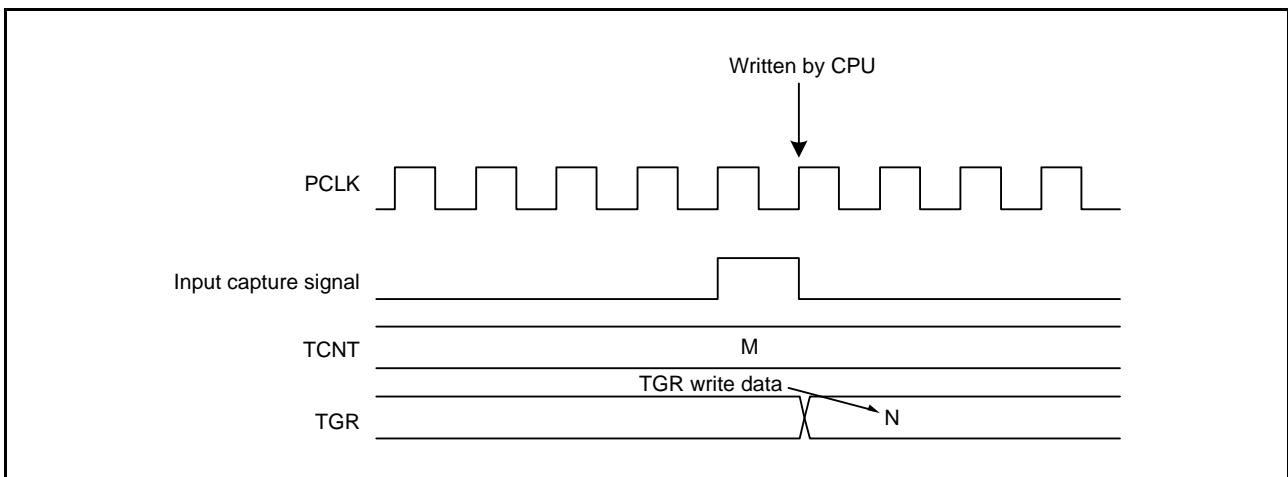 Written by CPU
PCLK
Input capture signal
TCNT
M
TGR write data
TGR
N